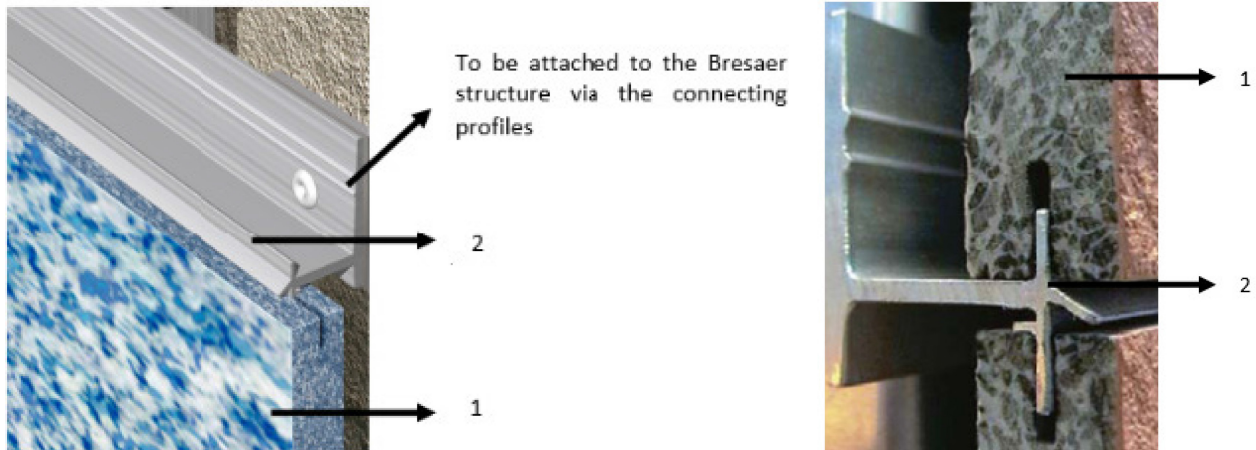 To be attached to the Bresaer
structure via the connecting
profiles
2
1
1
2